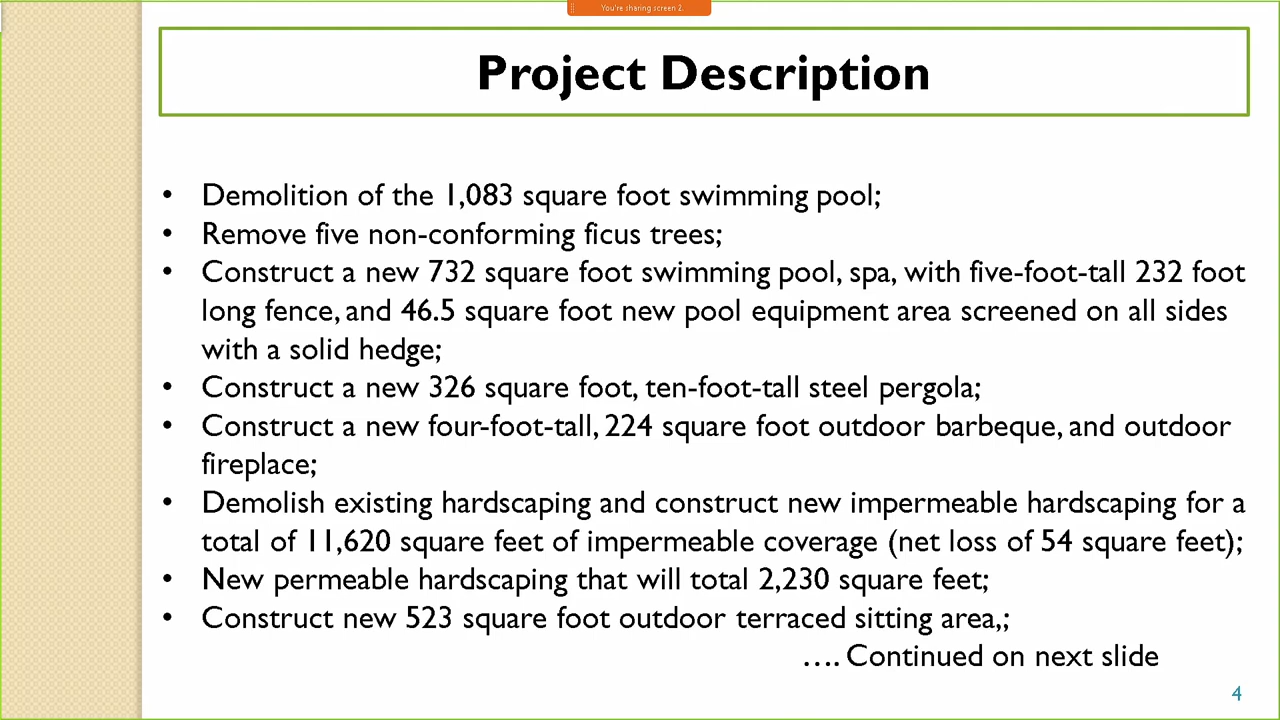 You're sharing screen 2.
Project Description
• Demolition of the 1,083 square foot swimming pool;
• Remove five non-conforming ficus trees;
• Construct a new 732 square foot swimming pool, spa, with five-foot-tall 232 foot
long fence, and 46.5 square foot new pool equipment area screened on all sides
with a solid hedge;
• Construct a new 326 square foot, ten-foot-tall steel pergola;
• Construct a new four-foot-tall, 224 square foot outdoor barbeque, and outdoor
fireplace;
• Demolish existing hardscaping and construct new impermeable hardscaping for a
total of 11,620 square feet of impermeable coverage (net loss of 54 square feet);
• New permeable hardscaping that will total 2,230 square feet;
• Construct new 523 square foot outdoor terraced sitting area,;
…. Continued on next slide
4